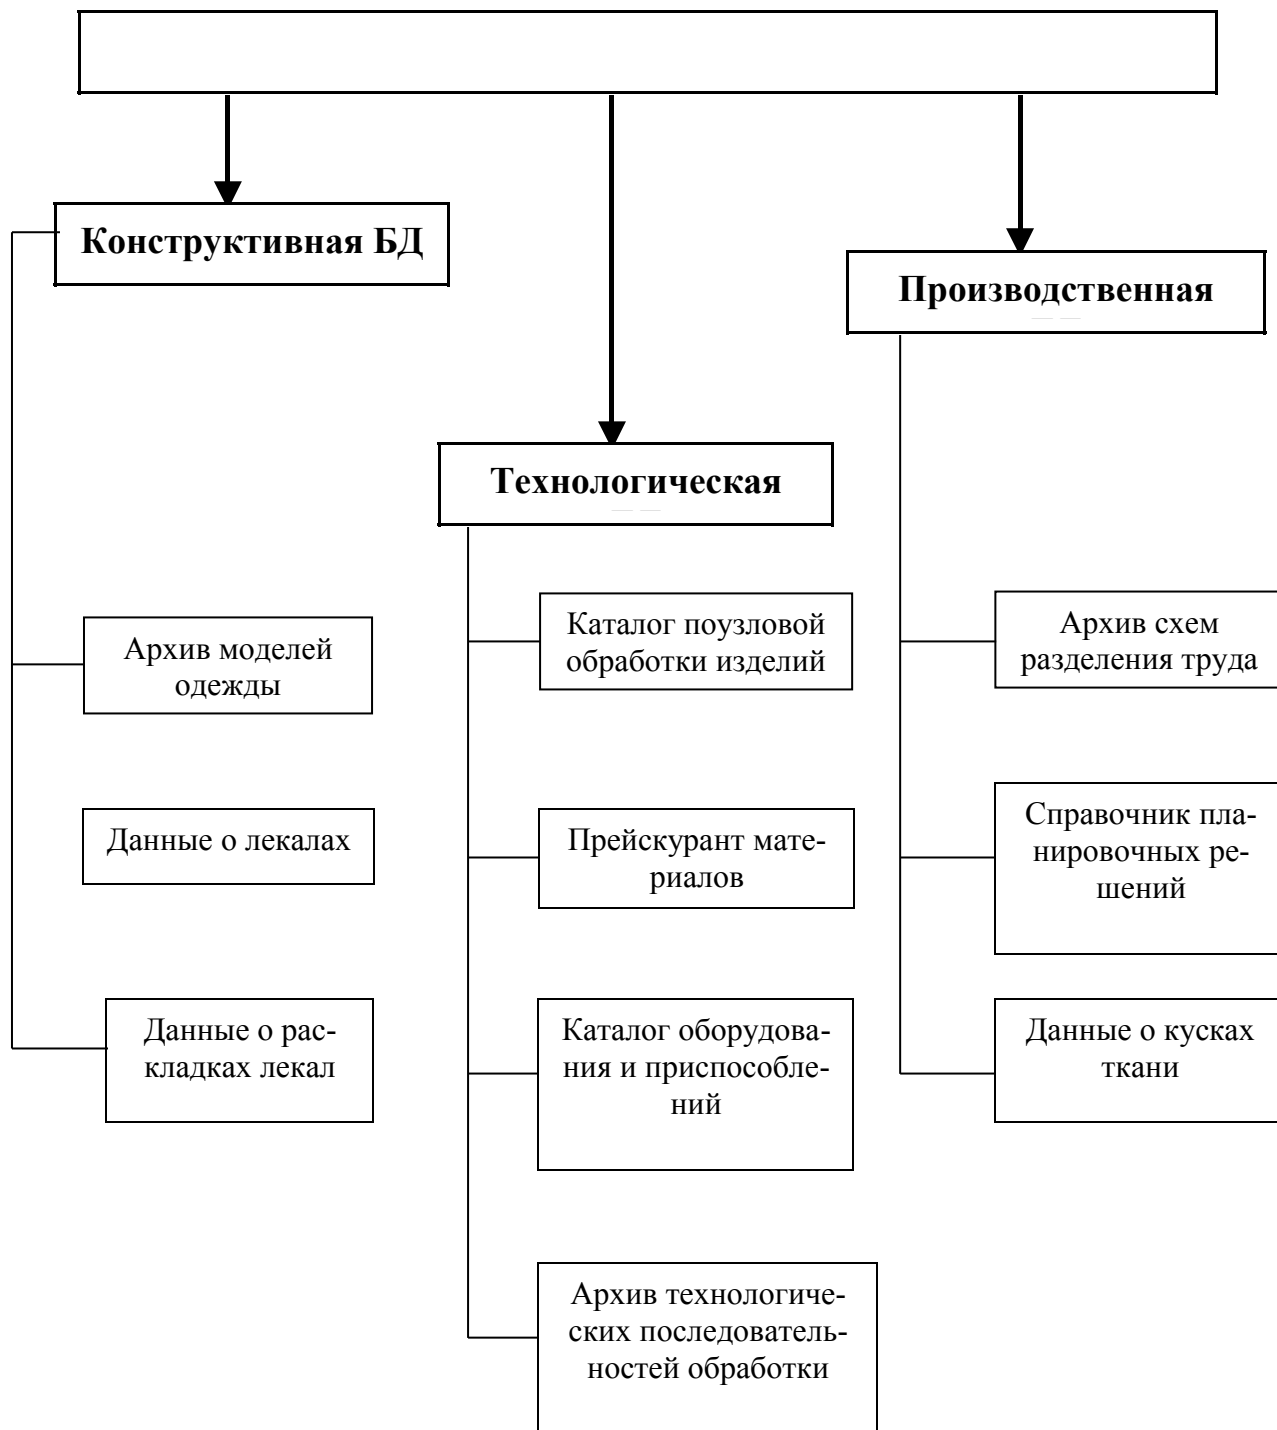 Конструктивная БД
Архив моделей
одежды
Данные о лекалах
Данные о рас-
кладках лекал
Технологическая
Каталог поузловой
обработки изделий
Прейскурант мате-
риалов
Каталог оборудова-
ния и приспособле-
ний
Архив технологиче-
ских последователь-
ностей обработки
Производственная
Архив схем
разделения труда
Справочник пла-
нировочных ре-
шений
Данные о кусках
ткани